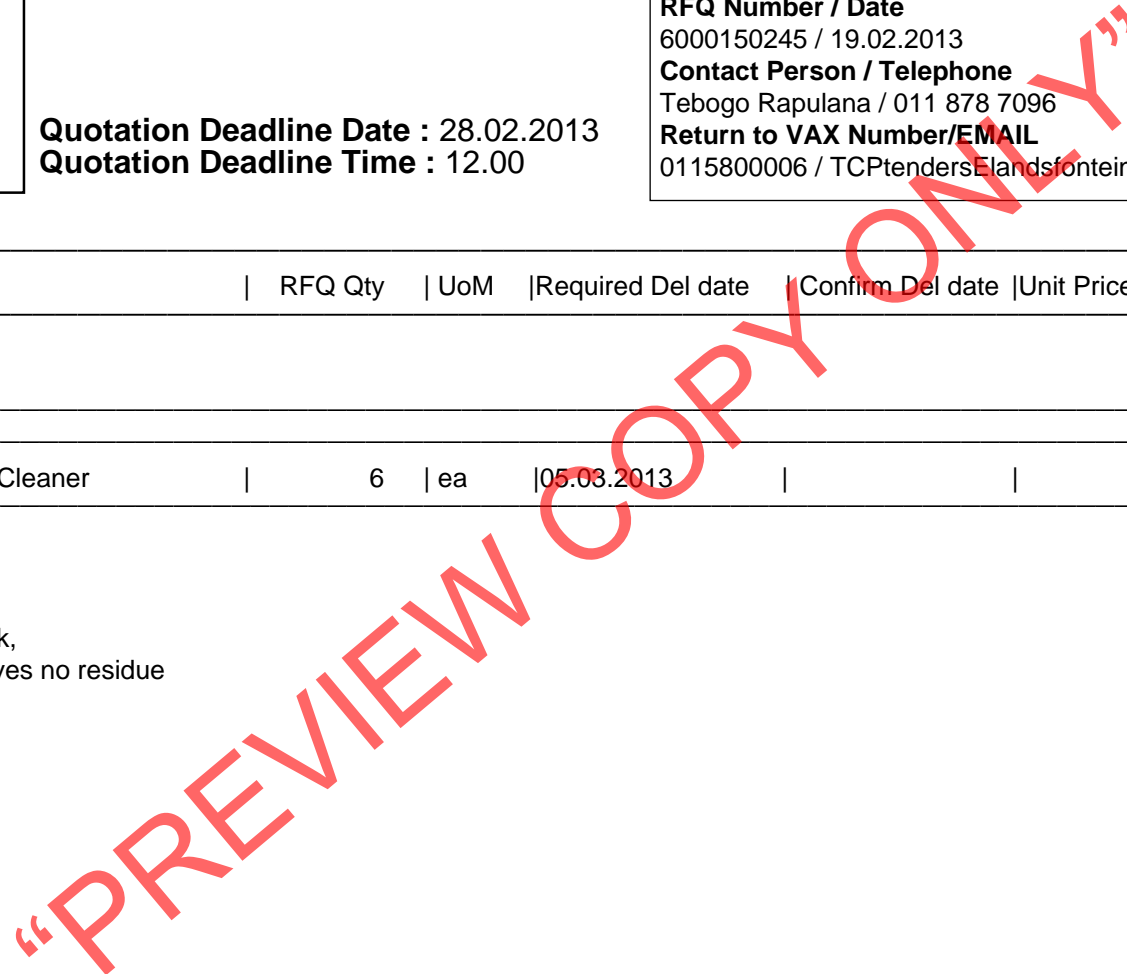 RFQ Number / Date
6000150245 / 19.02.2013
Contact Person / Telephone
Tebogo Rapulana / 011 878 7096
Return to VAX Number/EMAIL
0115800006 / TCPtendersElandsfontein
Quotation Deadline Date : 28.02.2013
Quotation Deadline Time : 12.00
| RFQ Qty | UoM |Required Del date | Confirm Del date |Unit Price
Cleaner | 6 | ea |05.03.2013 | |
k,
ves no residue
“PREVIEW COPY ONLY”